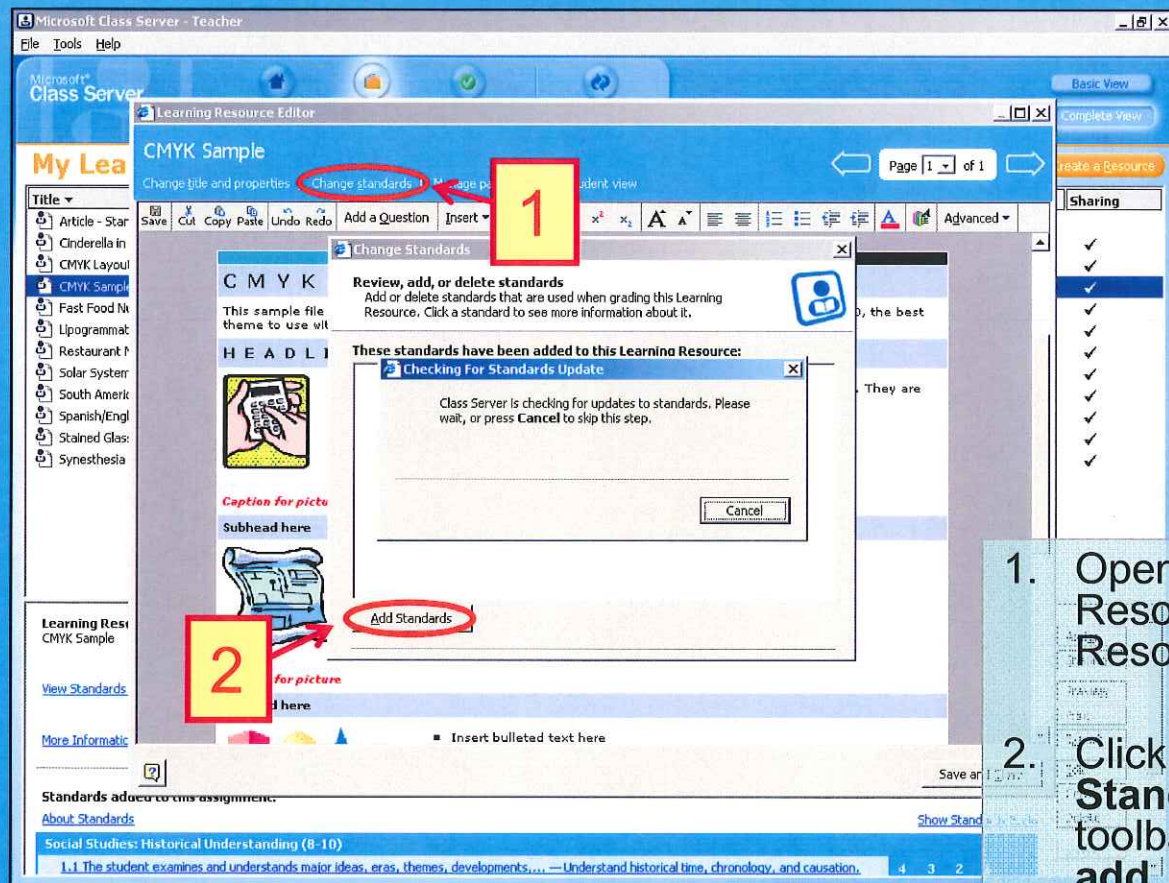 Microsoft Class Server - Teacher
File Tools Help
Microsoft®
Class Server
Basic View
Complete View
Learning Resource Editor
CMYK Sample
Change title and properties Change standards
Page 1 of 1
My Lea
Create a Resource
Title
Sharing
Save Cut Copy Paste Undo Redo Add a Question Insert x² x₂ A A A Advanced
Article - Star
Cinderella in
CMYK Layout
CMYK Sample
Fast Food Nu
Lipogrammat
Restaurant
Solar System
South Americ
Spanish/Engl
Stained Glas
Synesthesia
1
Change Standards
Review, add, or delete standards
Add or delete standards that are used when grading this Learning
Resource. Click a standard to see more information about it.
These standards have been added to this Learning Resource:
CMYK
This sample file
theme to use wit
, the best
HEADLI
. They are
Checking For Standards Update
Class Server is checking for updates to standards. Please
wait, or press Cancel to skip this step.
Cancel
Caption for pictu
Subhead here
Add Standards
2
for picture
d here
Insert bulleted text here
Save an
Learning Res
CMYK Sample
View Standards
More Informatic
Standards added to this assignment:
About Standards
Show Stand
Social Studies: Historical Understanding (8-10)
1.1 The student examines and understands major ideas, eras, themes, developments,... — Understand historical time, chronology, and causation, 4 3 2
1. Open
Reso
Reso
2. Click
Stan
toolba
add